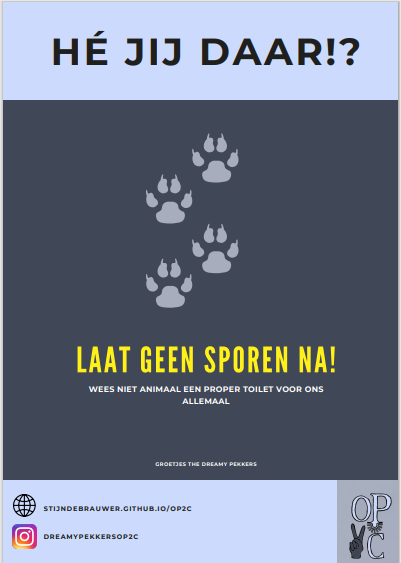 HÉ JIJ DAAR!?
LAAT GEEN SPOREN NA!
WEES NIET ANIMAAL EEN PROPER TOILET VOOR ONS
ALLEMAAL
GROETJES THE DREAMY PEKKERS
STIJNDEBRAUWER.GITHUB.IO/OP2C
DREAMYPEKKERSOP2C
OP
C